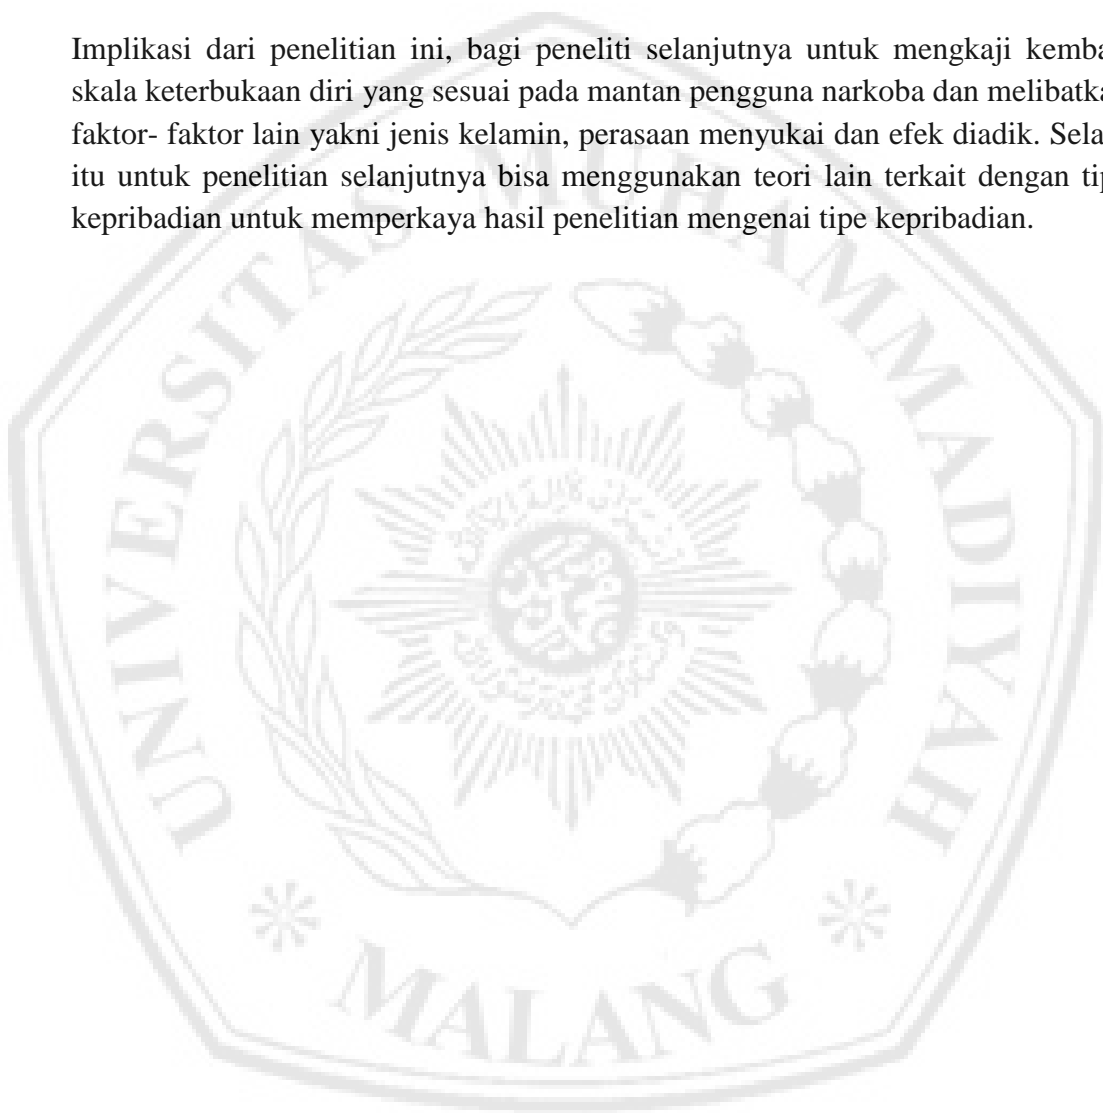 Implikasi dari penelitian ini, bagi peneliti selanjutnya untuk mengkaji kemba
skala keterbukaan diri yang sesuai pada mantan pengguna narkoba dan melibatka
faktor- faktor lain yakni jenis kelamin, perasaan menyukai dan efek diadik. Sela
itu untuk penelitian selanjutnya bisa menggunakan teori lain terkait dengan tip
kepribadian untuk memperkaya hasil penelitian mengenai tipe kepribadian.
UNIVERSITAS MUHAMMADIYAH
MALANG